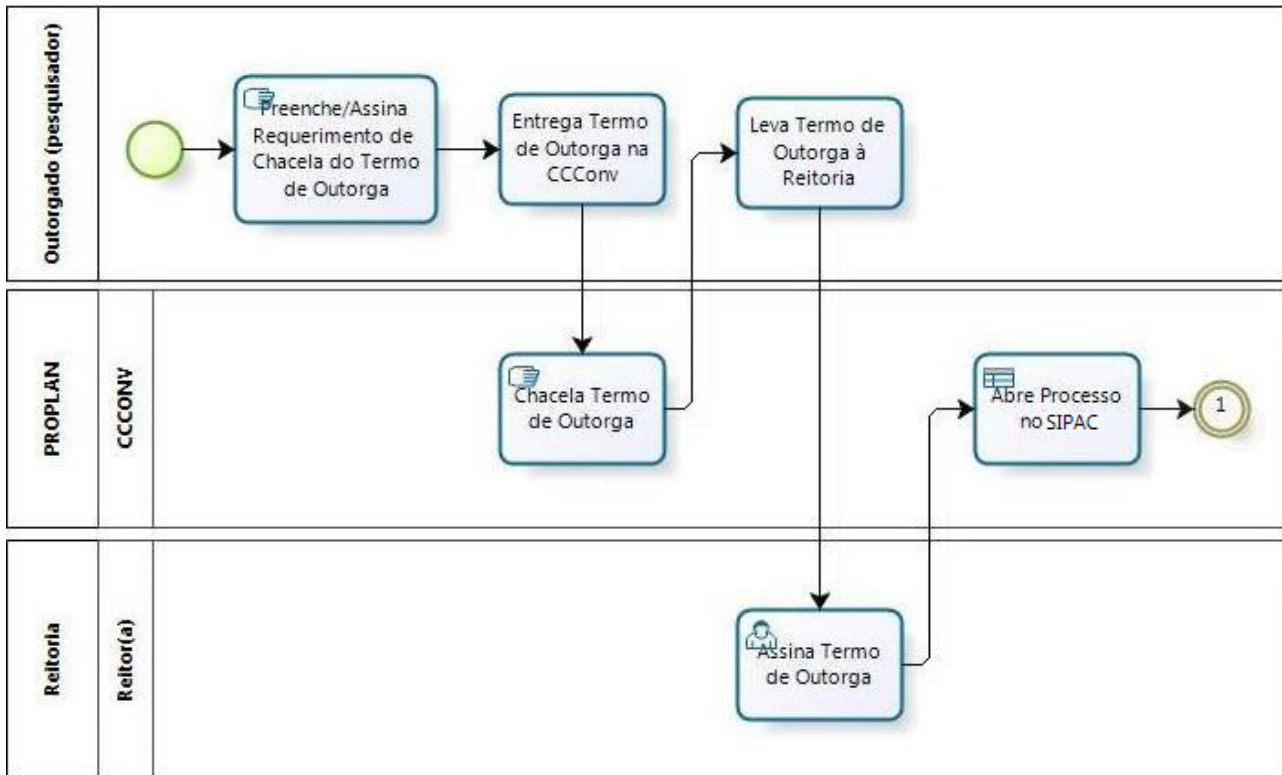 Outorgado (pesquisador)
Preenche/Assina
Requerimento de
Chacela do Termo
de Outorga
Entrega Termo
de Outorga na
CCConv
Leva Termo de
Outorga à
Reitoria
PROPLAN
CCCONV
Chacela Termo
de Outorga
Abre Processo
no SIPAC
1
Reitoria
Reitor(a)
Assina Termo
de Outorga